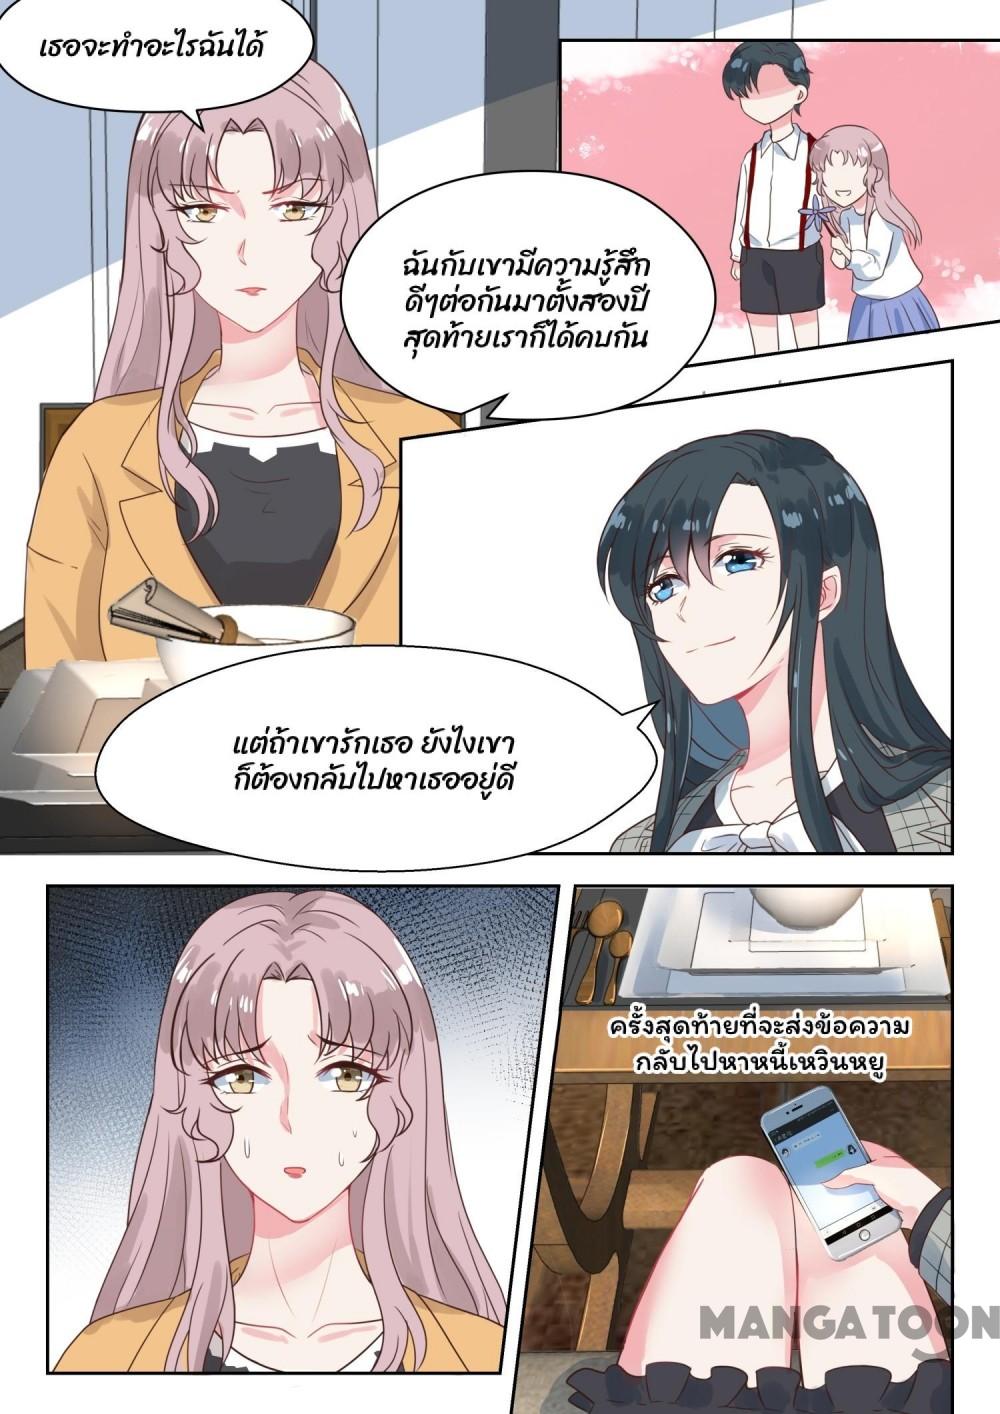 เธอจะทำอะไรฉันได้
ฉันกับเขามีความรู้สึก
ดีๆต่อกันมาตั้งสองปี
สุดท้ายเราก็ได้คบกัน
แต่ถ้าเขารักเธอ ยังไงเขา
ก็ต้องกลับไปหาเธออยู่ดี
ครั้งสุดท้ายที่จะส่งข้อความ
กลับไปหาหนี้เหวินหยู
MANGATOON